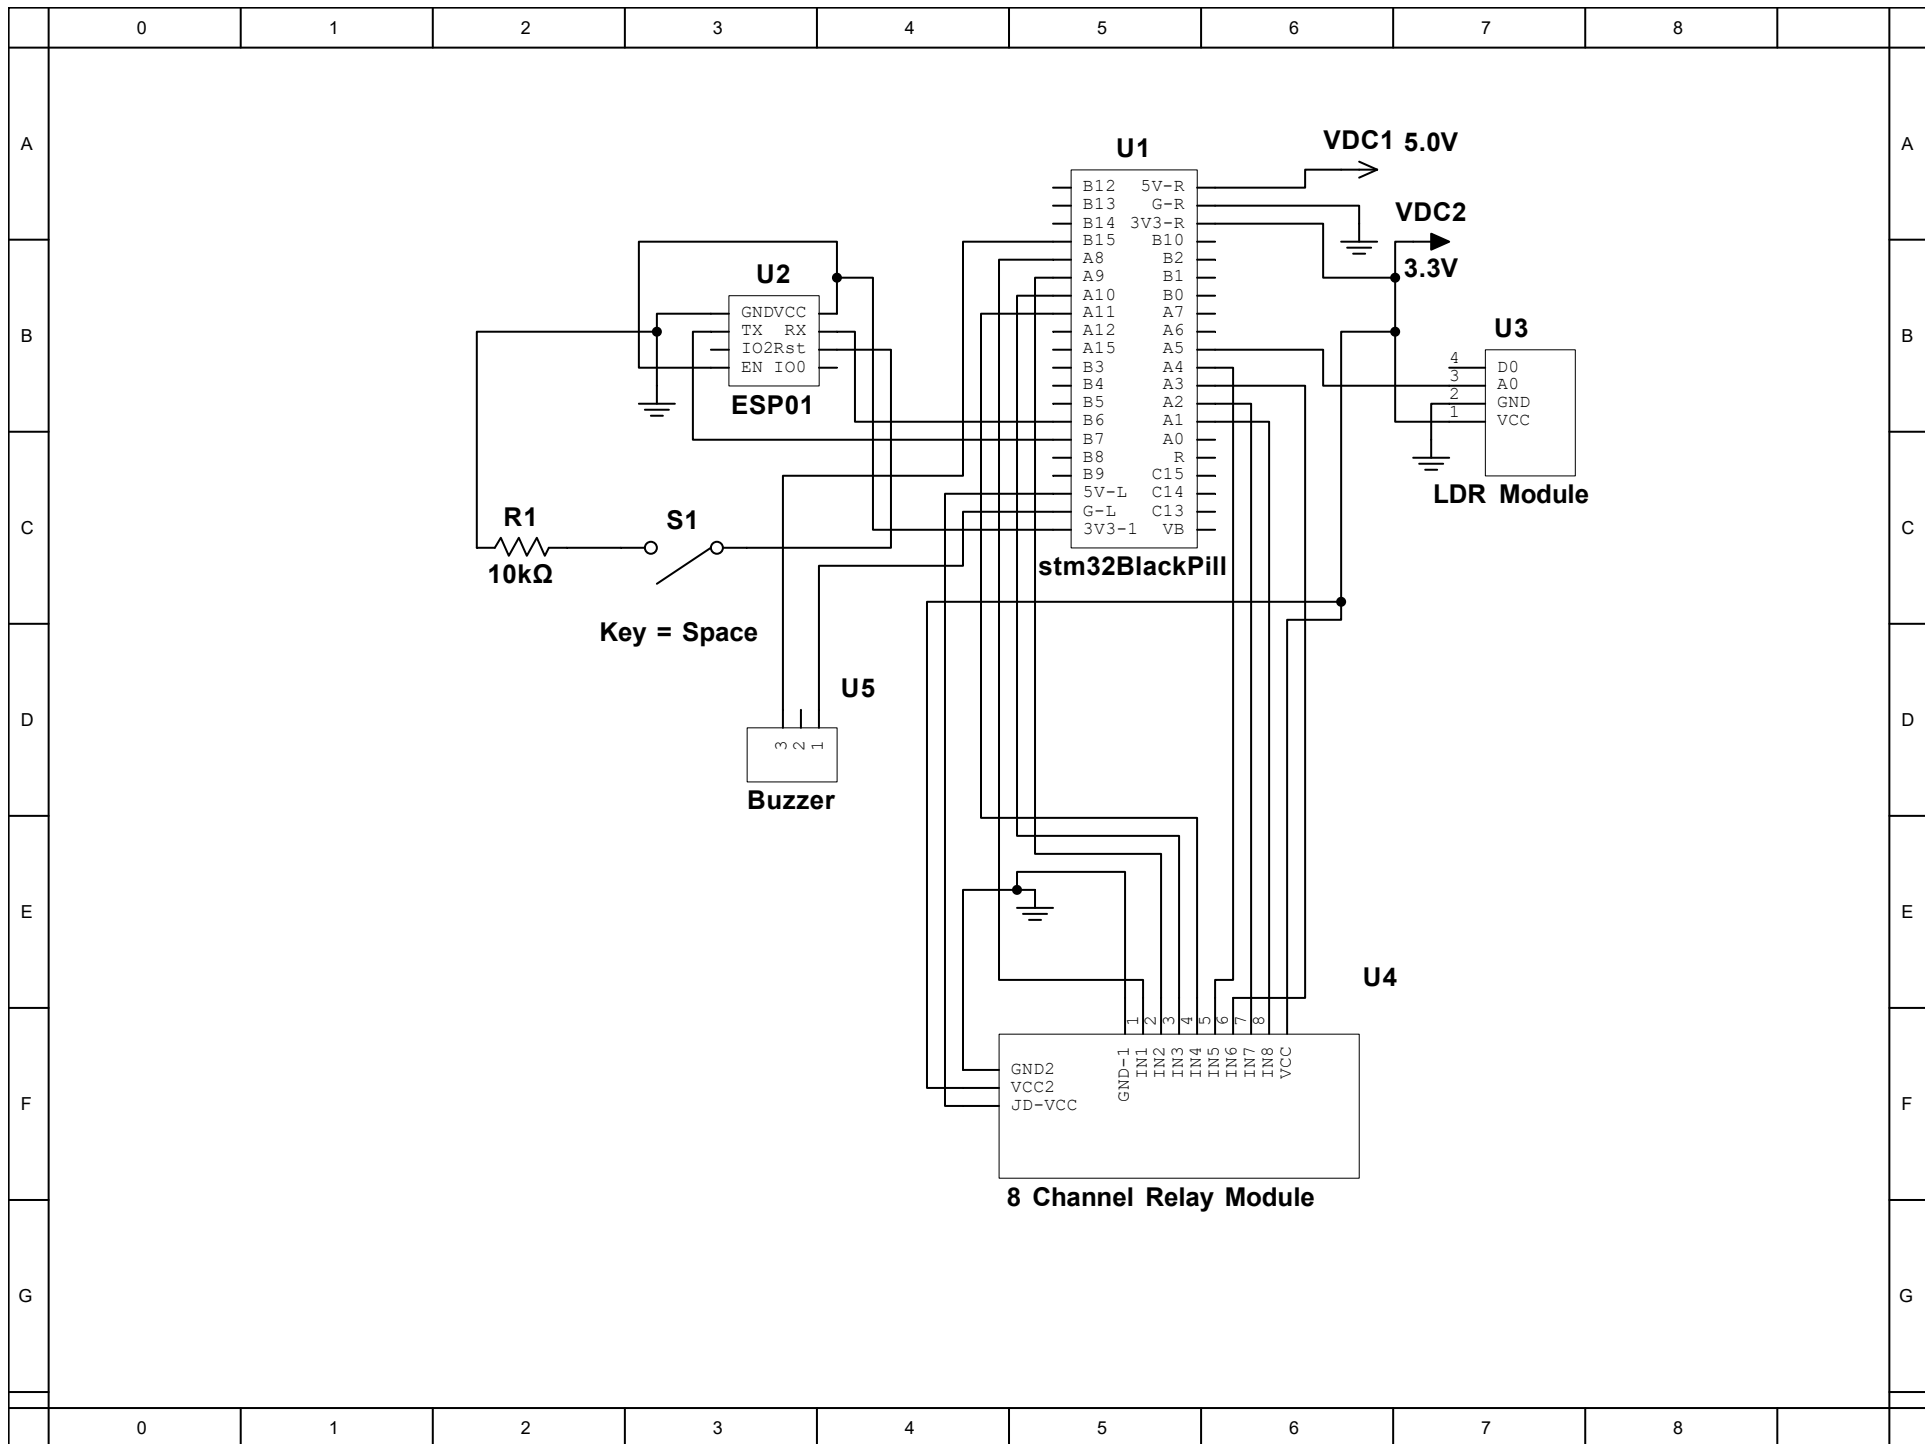 0 1 2 3 4 5 6 7 8
A A
VDC1 5.0V
U1
B12 5V-R
B13 G-R
B14 3V3-R
B15 B10
A8 B2
A9 B1
A10 B0
A11 A7
A12 A6
A15 A5
B3 A4
B4 A3
B5 A2
B6 A1
B7 A0
B8 R
B9 C15
5V-L C14
G-L C13
3V3-1 VB
stm32BlackPill
VDC2
3.3V
B B
U2
GNDVCC
TX RX
IO2Rst
EN IO0
ESP01
U3
4 D0
3 A0
2 GND
1 VCC
LDR Module
C C
R1
10kΩ
S1
Key = Space
D D
U5
3 2 1
Buzzer
E E
U4
1 2 3 4 5 6 7 8
GND-1 IN1 IN2 IN3 IN4 IN5 IN6 IN7 IN8 VCC
GND2
VCC2
JD-VCC
8 Channel Relay Module
F F
G G
0 1 2 3 4 5 6 7 8